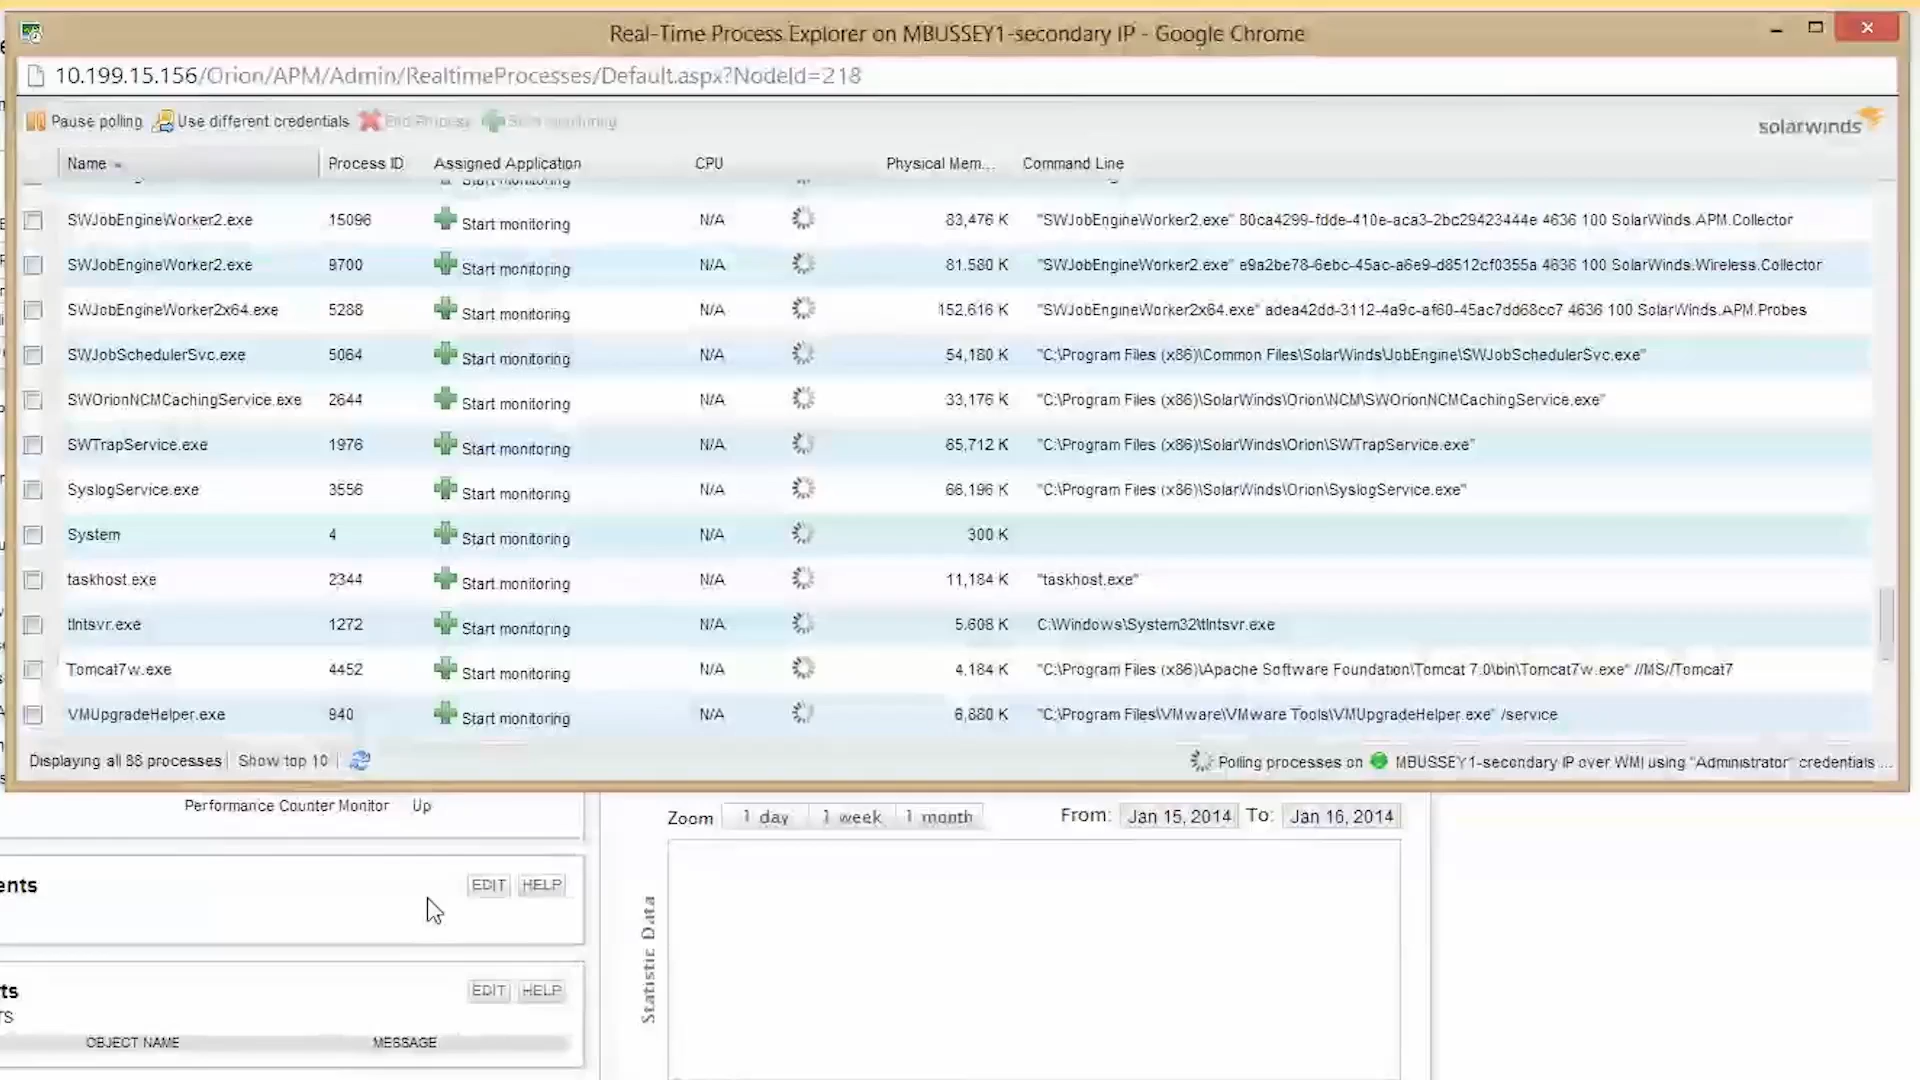 Real-Time Process Explorer on MBUSSEY1-secondary IP - Google Chrome
10.199.15.156/Orion/APM/Admin/RealtimeProcesses/Default.aspx?NodeId=218
Pause polling Use different credentials End Process Start monitoring solarwinds
Name Process ID Assigned Application CPU Physical Mem... Command Line
Start monitoring
SWJobEngineWorker2.exe 15096 Start monitoring N/A 83,476 K "SWJobEngineWorker2.exe" 80ca4299-fdde-410e-aca3-2bc29423444e 4636 100 SolarWinds.APM.Collector
SWJobEngineWorker2.exe 9700 Start monitoring N/A 81,580 K "SWJobEngineWorker2.exe" e9a2be78-6ebc-45ac-a6e9-d8512cf0355a 4636 100 SolarWinds.Wireless.Collector
SWJobEngineWorker2x64.exe 5288 Start monitoring N/A 152,616 K "SWJobEngineWorker2x64.exe" adea42dd-3112-4a9c-af60-45ac7dd68cc7 4636 100 SolarWinds.APM.Probes
SWJobSchedulerSvc.exe 5064 Start monitoring N/A 54,180 K "C:\Program Files (x86)\Common Files\SolarWinds\JobEngine\SWJobSchedulerSvc.exe"
SWOrionNCMCachingService.exe 2644 Start monitoring N/A 33,176 K "C:\Program Files (x86)\SolarWinds\Orion\NCM\SWOrionNCMCachingService.exe"
SWTrapService.exe 1976 Start monitoring N/A 65,712 K "C:\Program Files (x86)\SolarWinds\Orion\SWTrapService.exe"
SyslogService.exe 3556 Start monitoring N/A 66,196 K "C:\Program Files (x86)\SolarWinds\Orion\SyslogService.exe"
System 4 Start monitoring N/A 300 K
taskhost.exe 2344 Start monitoring N/A 11,184 K "taskhost.exe"
tlntsvr.exe 1272 Start monitoring N/A 5,608 K C:\Windows\System32\tlntsvr.exe
Tomcat7w.exe 4452 Start monitoring N/A 4,184 K "C:\Program Files (x86)\Apache Software Foundation\Tomcat 7.0\bin\Tomcat7w.exe" //MS//Tomcat7
VMUpgradeHelper.exe 940 Start monitoring N/A 6,880 K "C:\Program Files\VMware\VMware Tools\VMUpgradeHelper.exe" /service
Displaying all 88 processes Show top 10 Polling processes on MBUSSEY1-secondary IP over WMI using "Administrator" credentials ...
Performance Counter Monitor Up
Zoom 1 day 1 week 1 month From: Jan 15, 2014 To: Jan 16, 2014
ents EDIT HELP
Statistic Data
ts EDIT HELP
rs
OBJECT NAME MESSAGE